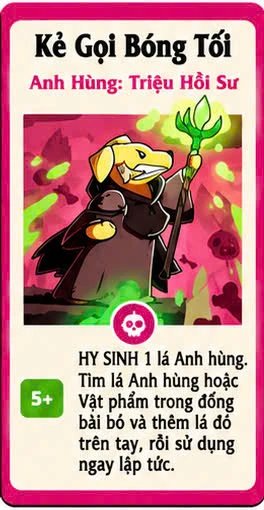 Kẻ Gọi Bóng Tối
Anh Hùng: Triệu Hồi Sư
HY SINH 1 lá Anh hùng.
Tìm lá Anh hùng hoặc
Vật phẩm trong đống
bài bỏ và thêm lá đó
trên tay, rồi sử dụng
ngay lập tức.
5+